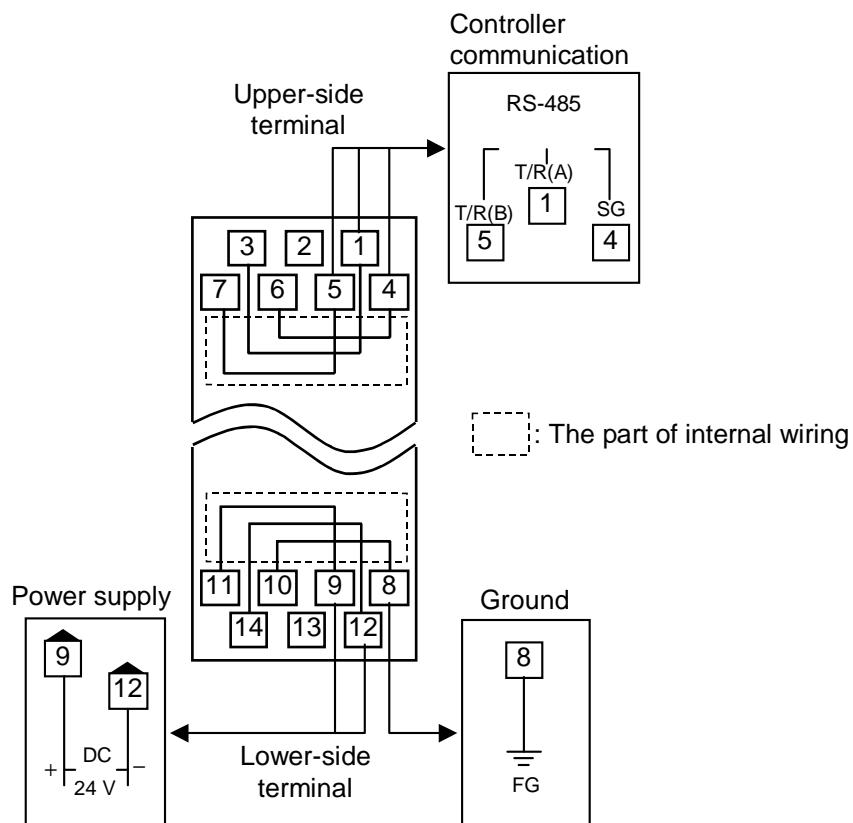 Controller
communication
RS-485
T/R(A)
1
T/R(B)
SG
5
4
Upper-side
terminal
3 2 1
7 6 5 4
: The part of internal wiring
11 10 9 8
14 13 12
Power supply
9
12
DC
+ −
24 V
Lower-side
terminal
Ground
8
FG